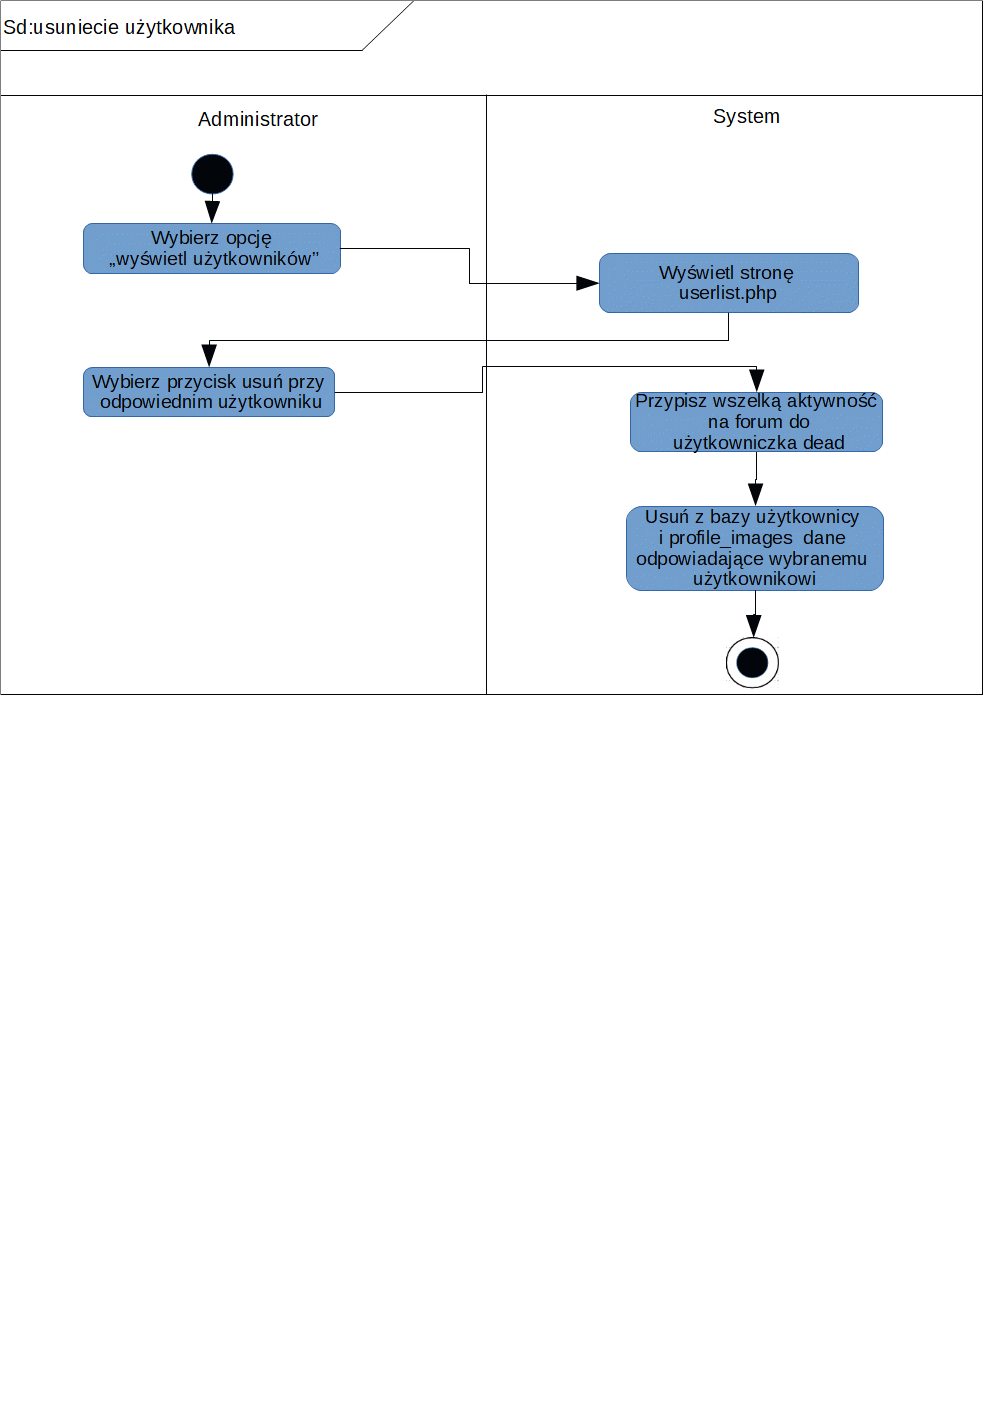 Sd:usuniecie użytkownika
Administrator
System
Wybierz opcję
„wyświetl użytkowników”
Wyświetl stronę
userlist.php
Wybierz przycisk usuń przy
odpowiednim użytkowniku
Przypisz wszelką aktywność
na forum do
użytkowniczka dead
Usuń z bazy użytkownicy
i profile_images dane
odpowiadające wybranemu
użytkownikowi